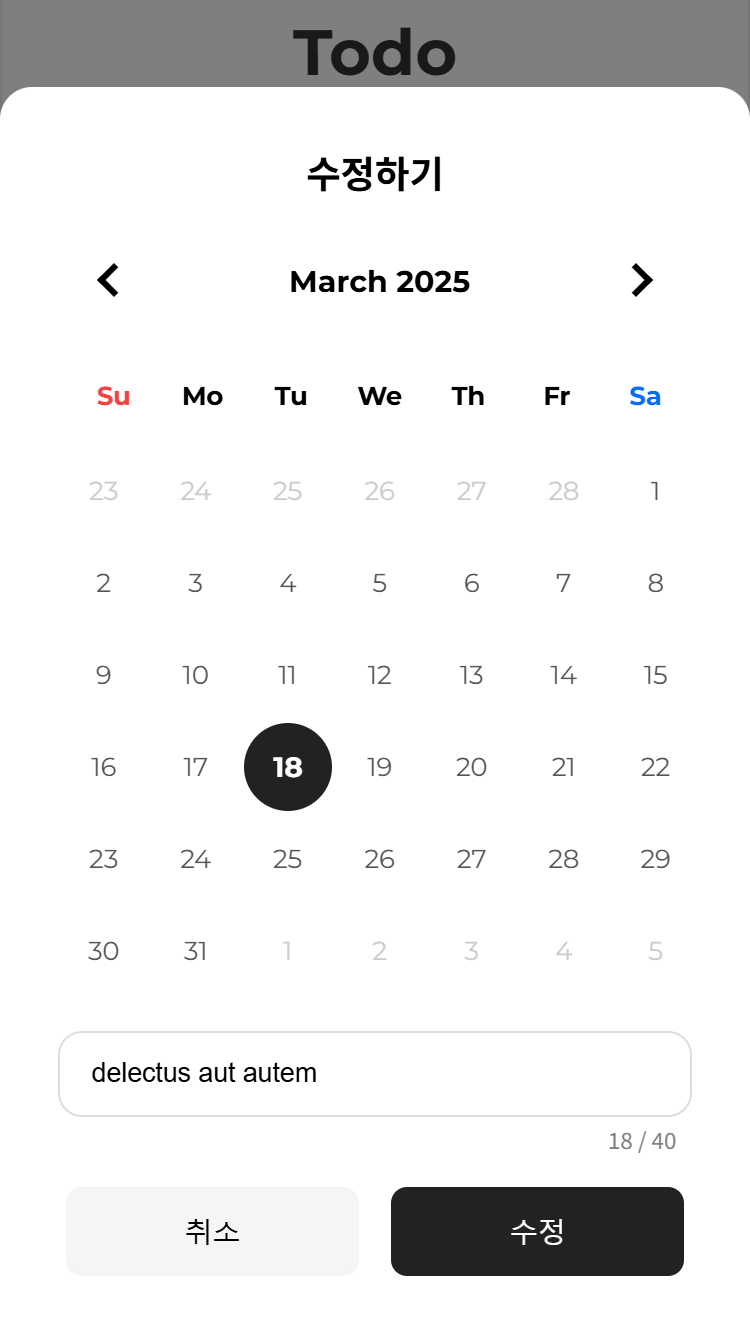 Todo
수정하기
March 2025
Su Mo Tu We Th Fr Sa
23 24 25 26 27 28 1
2 3 4 5 6 7 8
9 10 11 12 13 14 15
16 17 18 19 20 21 22
23 24 25 26 27 28 29
30 31 1 2 3 4 5
delectus aut autem
18 / 40
취소 수정